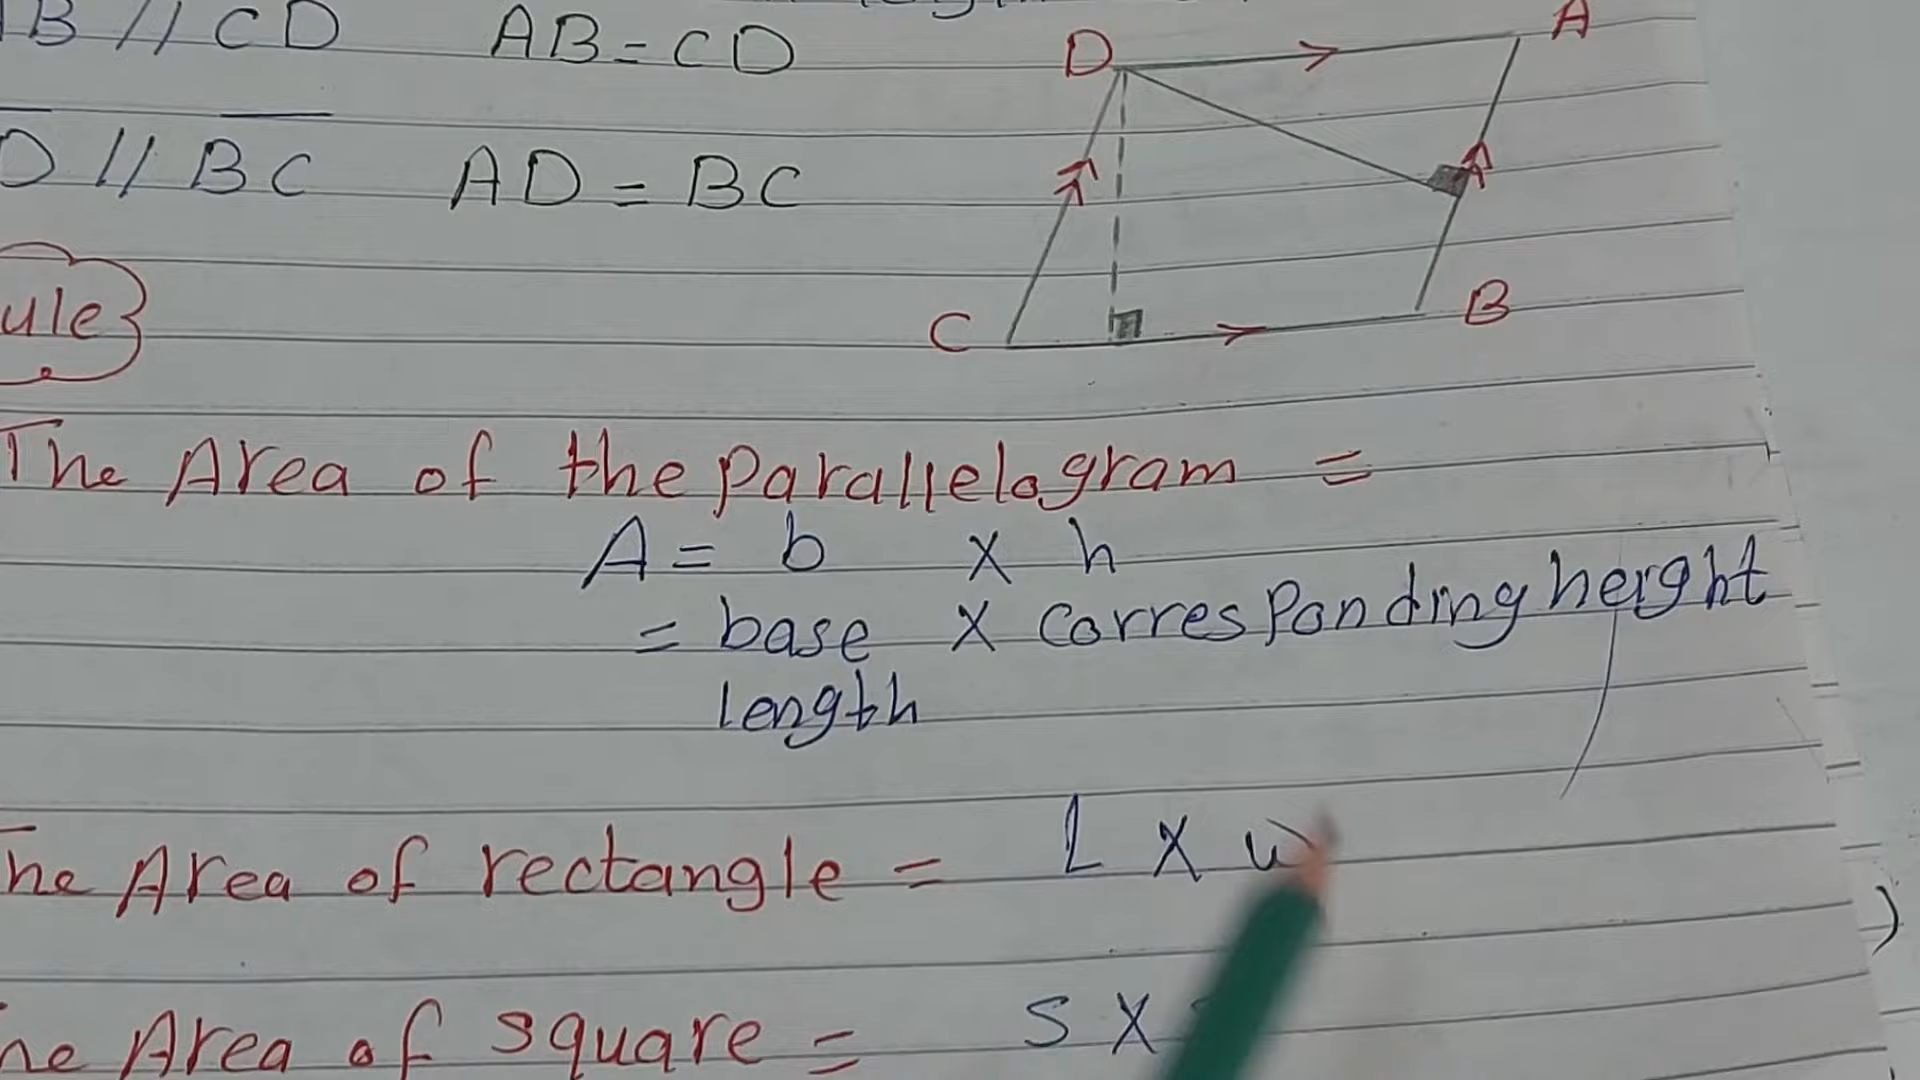 B // CD AB = CD
D // BC AD = BC
D A
C B
ule
The Area of the parallelogram =
A = b x h
= base x corresponding height
length
The Area of rectangle = L x w
he Area of square = S x